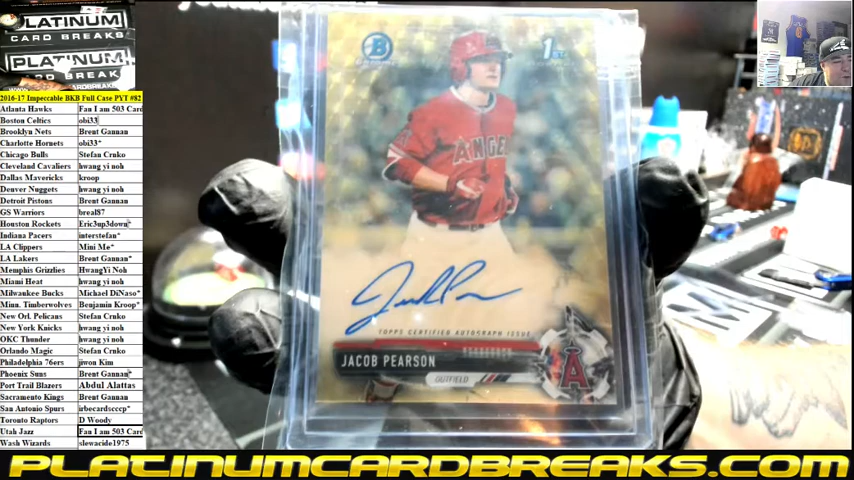 PLATINUM
CARD BREAKS
PLATINUM
CARD BREAK
2016-17 Impeccable BKB Full Case PYT #82
Atlanta Hawks Fan I am 503 Card
Boston Celtics obi33
Brooklyn Nets Brent Gannan
Charlotte Hornets obi33*
Chicago Bulls Stefan Cruko
Cleveland Cavaliers hwang yi noh
Dallas Mavericks kroop
Denver Nuggets hwang yi noh
Detroit Pistons Brent Gannan
GS Warriors breal87
Houston Rockets Eric3up3down*
Indiana Pacers interstefan*
LA Clippers Mini Me*
LA Lakers Brent Gannan*
Memphis Grizzlies HwangYi Noh
Miami Heat hwang yi noh
Milwaukee Bucks Michael DiNaso*
Minn. Timberwolves Benjamin Kroop*
New Orl. Pelicans Stefan Cruko
New York Knicks hwang yi noh
OKC Thunder hwang yi noh
Orlando Magic Stefan Cruko
Philadelphia 76ers jiwon Kim
Phoenix Suns Brent Gannan*
Port Trail Blazers Abdul Alattas
Sacramento Kings Brent Gannan
San Antonio Spurs irbecardscccp*
Toronto Raptors D Woody
Utah Jazz Fan I am 503 Card
Wash Wizards slewacide1975
B
BOWMAN
1ST
ANGE
TOPPS CERTIFIED AUTOGRAPH ISSUE
JACOB PEARSON
OUTFIELD
A
PLATINUMCARDBREAKS.COM